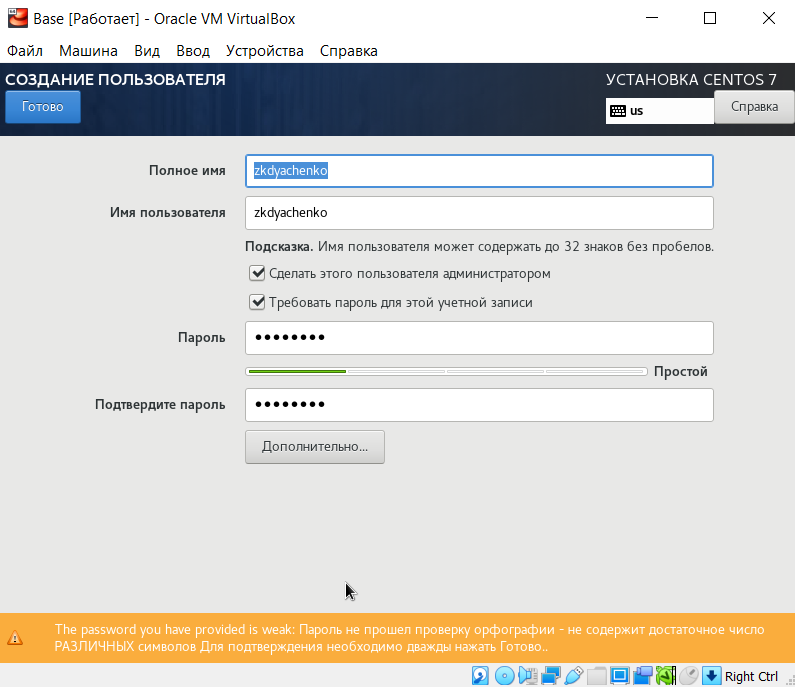 Base [Работает] - Oracle VM VirtualBox
Файл Машина Вид Ввод Устройства Справка
СОЗДАНИЕ ПОЛЬЗОВАТЕЛЯ
УСТАНОВКА CENTOS 7
Готово
us
Справка
Полное имя zkdyachenko
Имя пользователя zkdyachenko
Подсказка. Имя пользователя может содержать до 32 знаков без пробелов.
Сделать этого пользователя администратором
Требовать пароль для этой учетной записи
Пароль ••••••••
Простой
Подтвердите пароль ••••••••
Дополнительно...
The password you have provided is weak: Пароль не прошел проверку орфографии - не содержит достаточное число
РАЗЛИЧНЫХ символов Для подтверждения необходимо дважды нажать Готово..
Right Ctrl